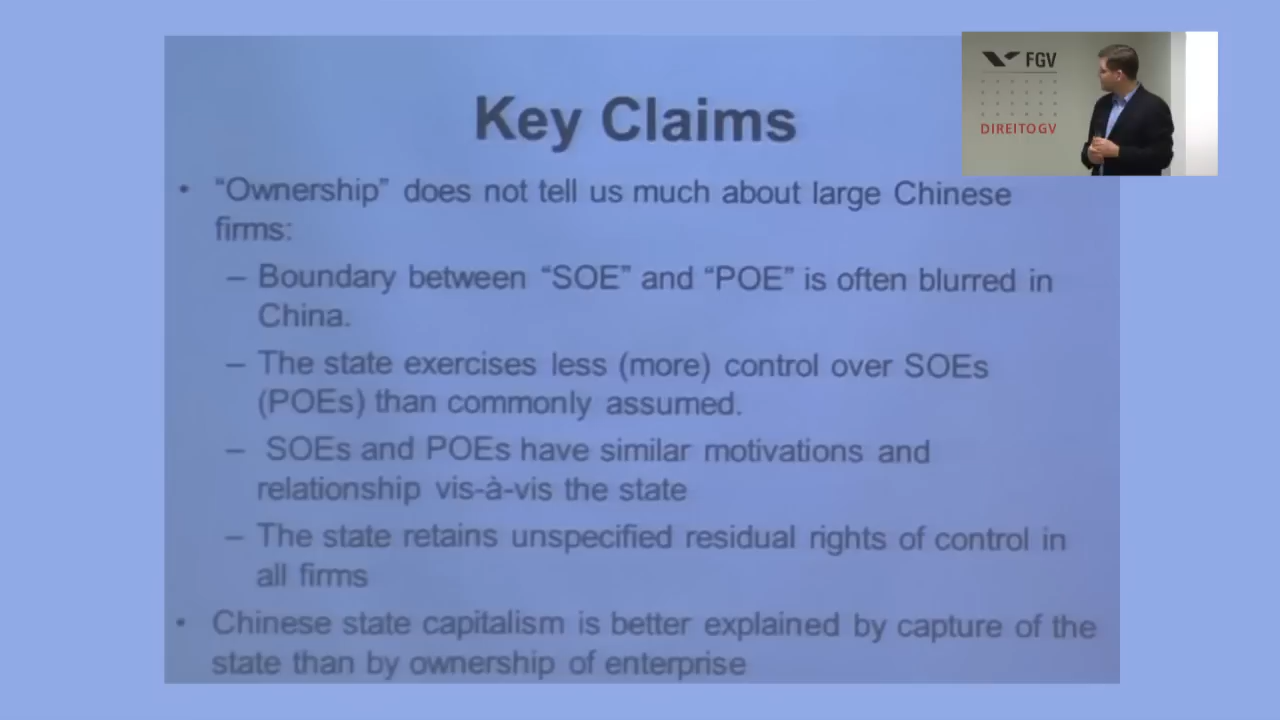 Key Claims
• "Ownership" does not tell us much about large Chinese
firms:
– Boundary between "SOE" and "POE" is often blurred in
China.
– The state exercises less (more) control over SOEs
(POEs) than commonly assumed.
– SOEs and POEs have similar motivations and
relationship vis-à-vis the state
– The state retains unspecified residual rights of control in
all firms
• Chinese state capitalism is better explained by capture of the
state than by ownership of enterprise
FGV
DIREITO GV